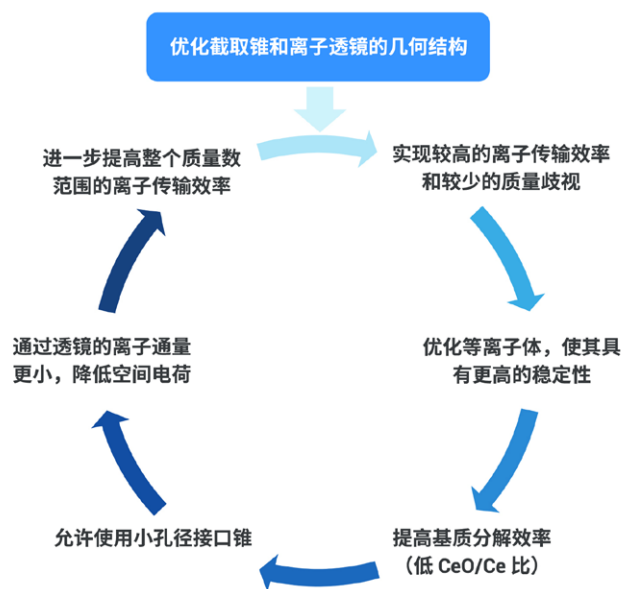 优化截取锥和离子透镜的几何结构
进一步提高整个质量数
范围的离子传输效率
实现较高的离子传输效率
和较少的质量歧视
通过透镜的离子通量
更小，降低空间电荷
优化等离子体，使其具
有更高的稳定性
允许使用小孔径接口锥
提高基质分解效率
（低 CeO/Ce 比）